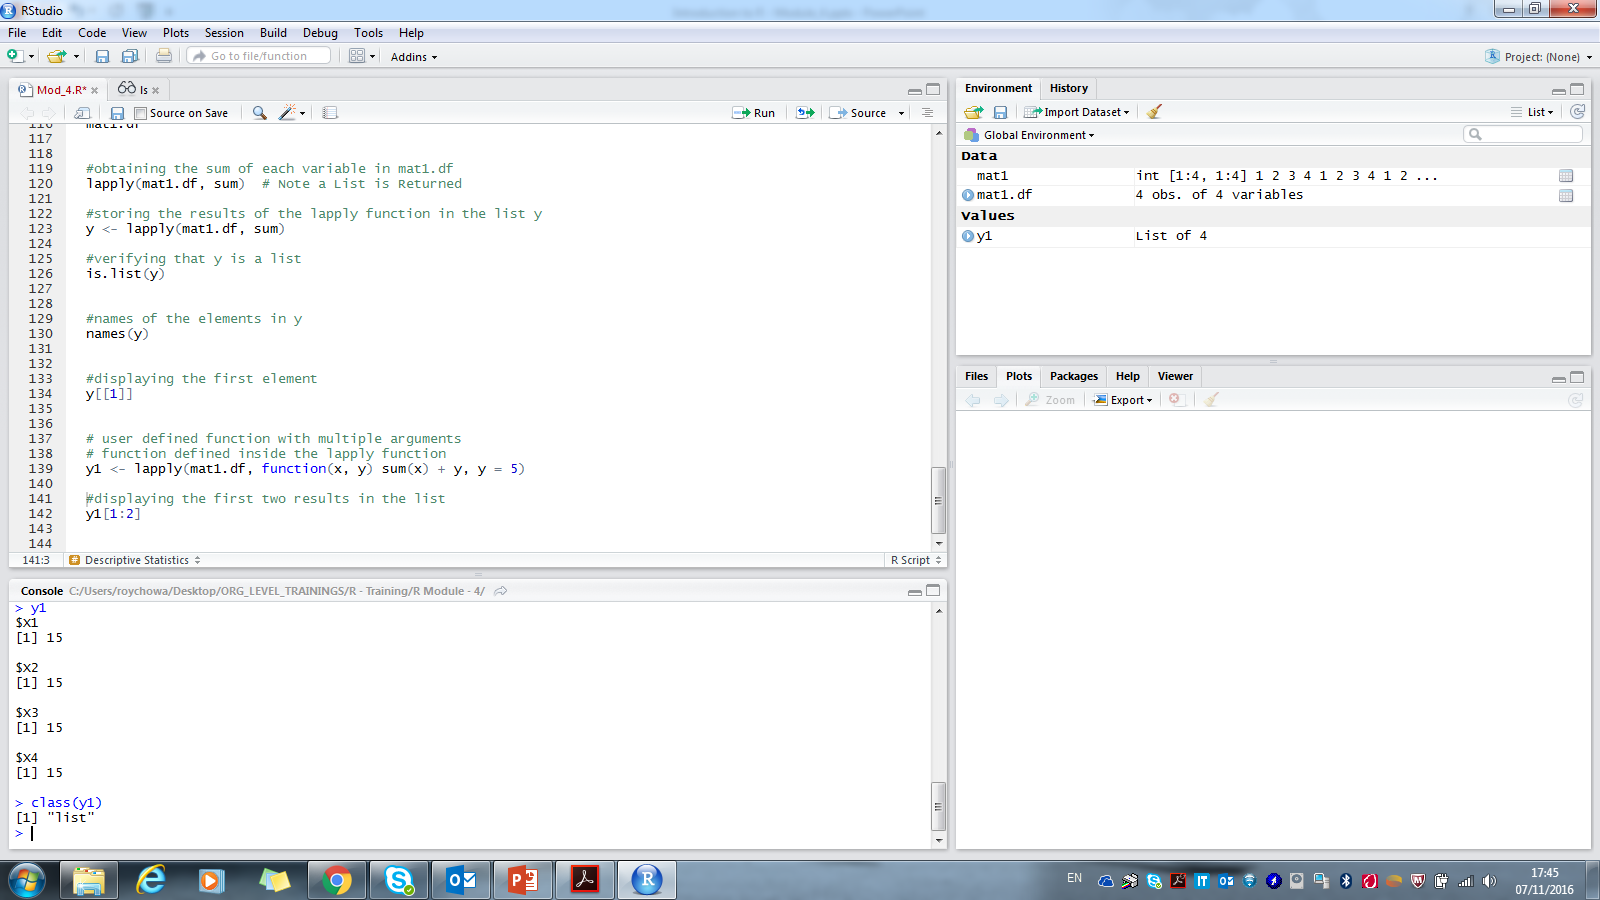 RStudio
File Edit Code View Plots Session Build Debug Tools Help
Go to file/function Addins Project: (None)
Mod_4.R* ls
Source on Save Run Source
116 mat1.df
117
118
119 #obtaining the sum of each variable in mat1.df
120 lapply(mat1.df, sum)  # Note a List is Returned
121
122 #storing the results of the lapply function in the list y
123 y <- lapply(mat1.df, sum)
124
125 #verifying that y is a list
126 is.list(y)
127
128
129 #names of the elements in y
130 names(y)
131
132
133 #displaying the first element
134 y[[1]]
135
136
137 # user defined function with multiple arguments
138 # function defined inside the lapply function
139 y1 <- lapply(mat1.df, function(x, y) sum(x) + y, y = 5)
140
141 #displaying the first two results in the list
142 y1[1:2]
143
144
141:3 # Descriptive Statistics R Script
Console C:/Users/roychowa/Desktop/ORG_LEVEL_TRAININGS/R - Training/R Module - 4/
> y1
$X1
[1] 15
$X2
[1] 15
$X3
[1] 15
$X4
[1] 15
> class(y1)
[1] "list"
>
Environment History
Import Dataset List
Global Environment
Data
mat1 int [1:4, 1:4] 1 2 3 4 1 2 3 4 1 2 ...
mat1.df 4 obs. of 4 variables
Values
y1 List of 4
Files Plots Packages Help Viewer
Zoom Export
EN
17:45
07/11/2016